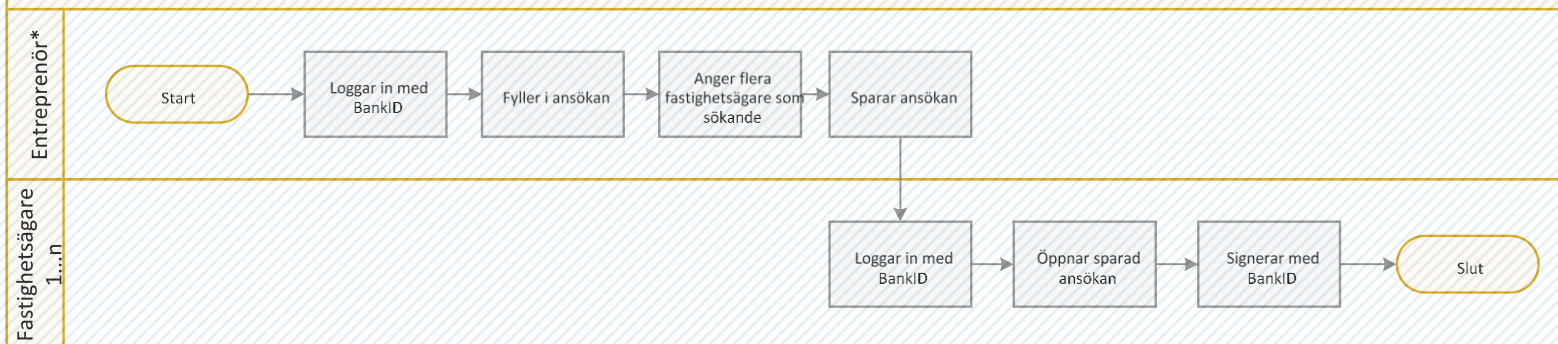 Entreprenör*
Start
Loggar in med
BankID
Fyller i ansökan
Anger flera
fastighetsägare som
sökande
Sparar ansökan
Fastighetsägare
1...n
Loggar in med
BankID
Öppnar sparad
ansökan
Signerar med
BankID
Slut